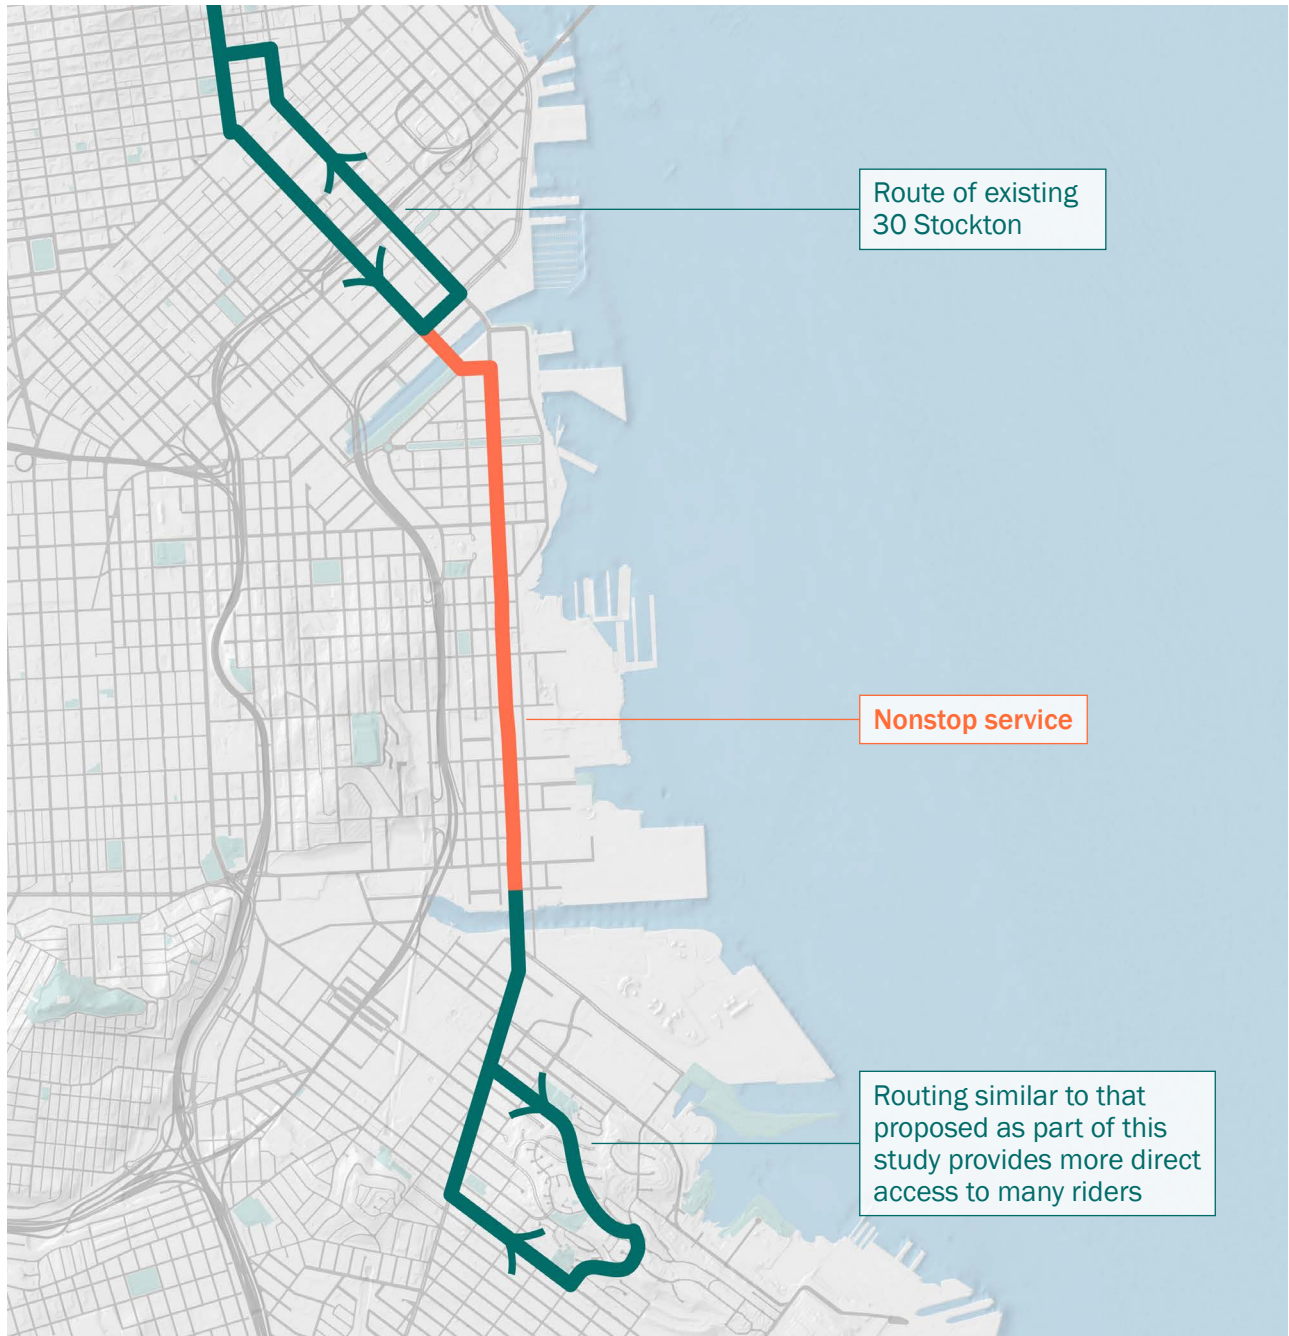 Route of existing
30 Stockton
Nonstop service
Routing similar to that
proposed as part of this
study provides more direct
access to many riders